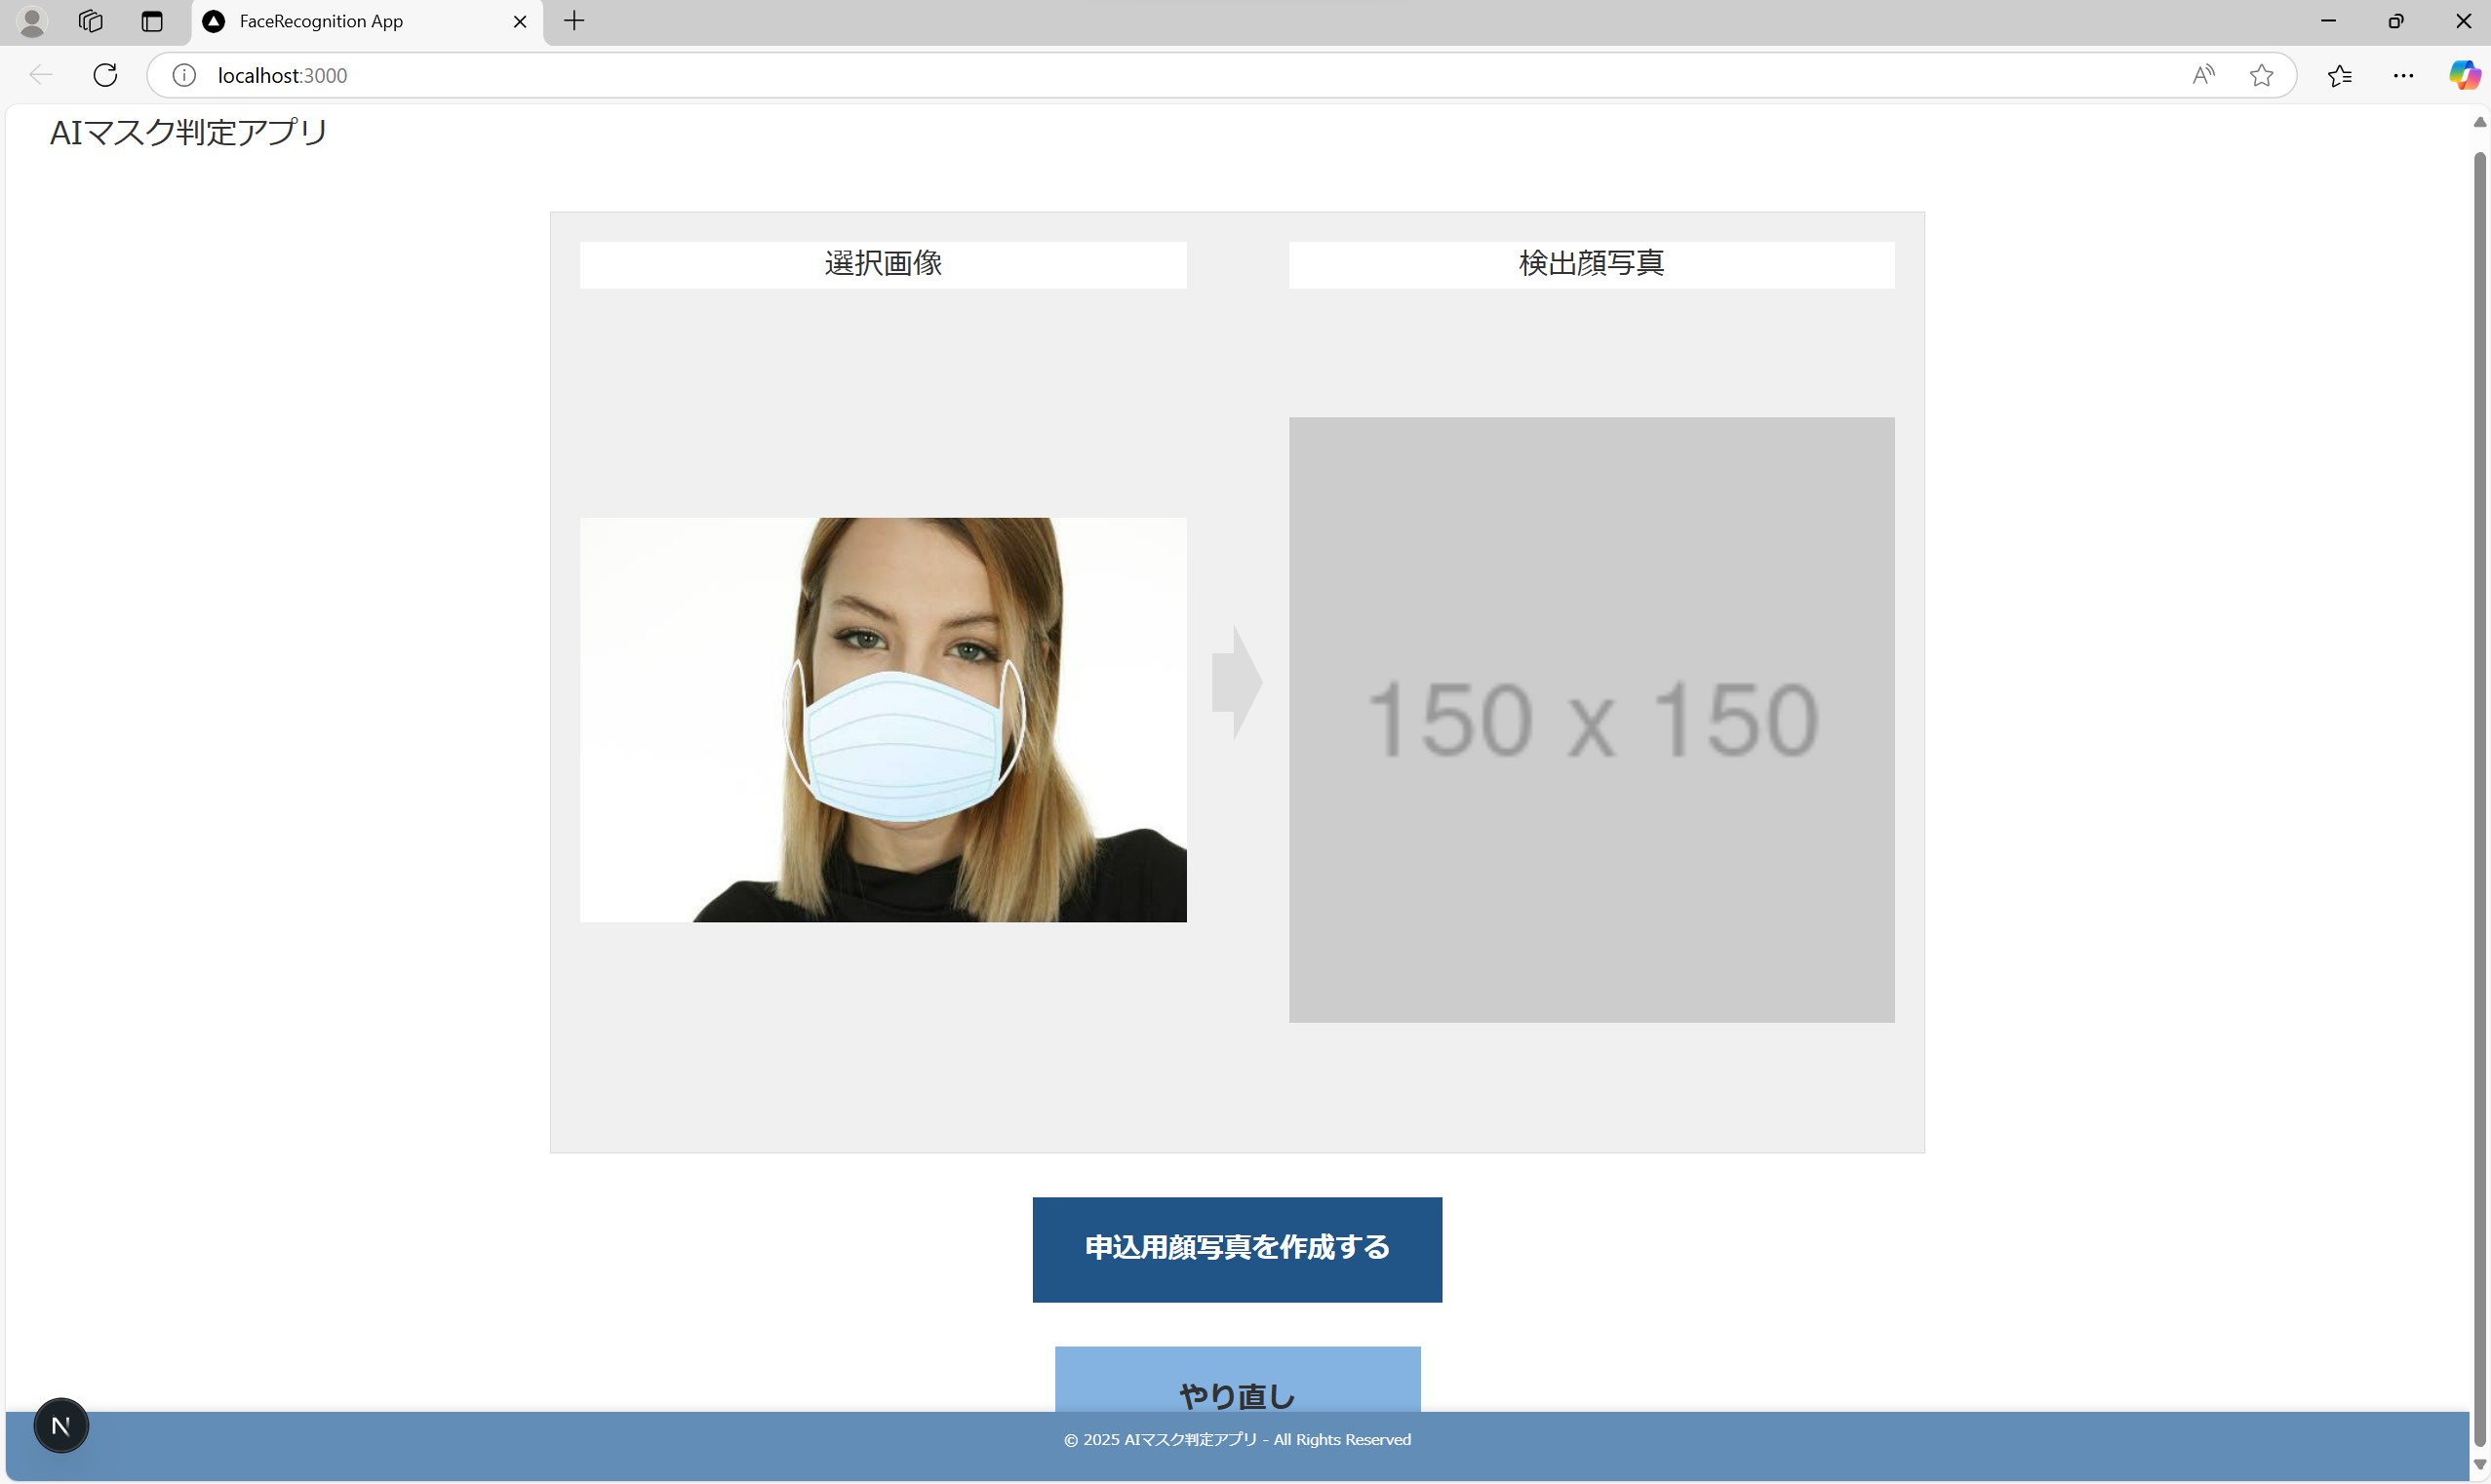 FaceRecognition App
localhost:3000
AIマスク判定アプリ
選択画像
検出顔写真
150 x 150
申込用顔写真を作成する
やり直し
N
© 2025 AIマスク判定アプリ - All Rights Reserved